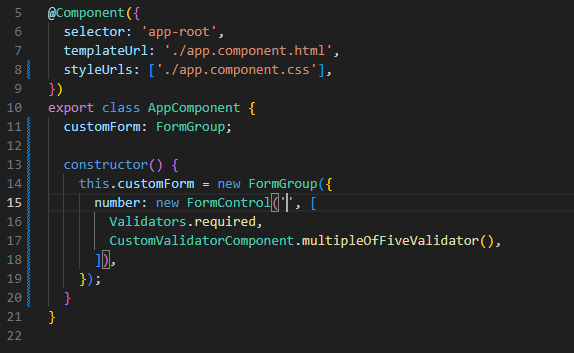 5 @Component({
6   selector: 'app-root',
7   templateUrl: './app.component.html',
8   styleUrls: ['./app.component.css'],
9 })
10 export class AppComponent {
11   customForm: FormGroup;
12
13   constructor() {
14     this.customForm = new FormGroup({
15       number: new FormControl('', [
16         Validators.required,
17         CustomValidatorComponent.multipleOfFiveValidator(),
18       ]),
19     });
20   }
21 }
22